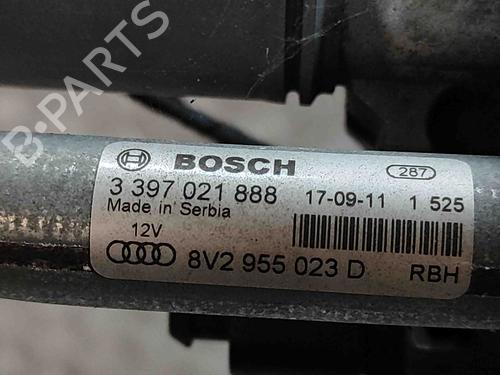 B-PARTS
BOSCH
287
3 397 021 888 17-09-11 1 525
Made in Serbia
12V
8V2 955 023 D RBH